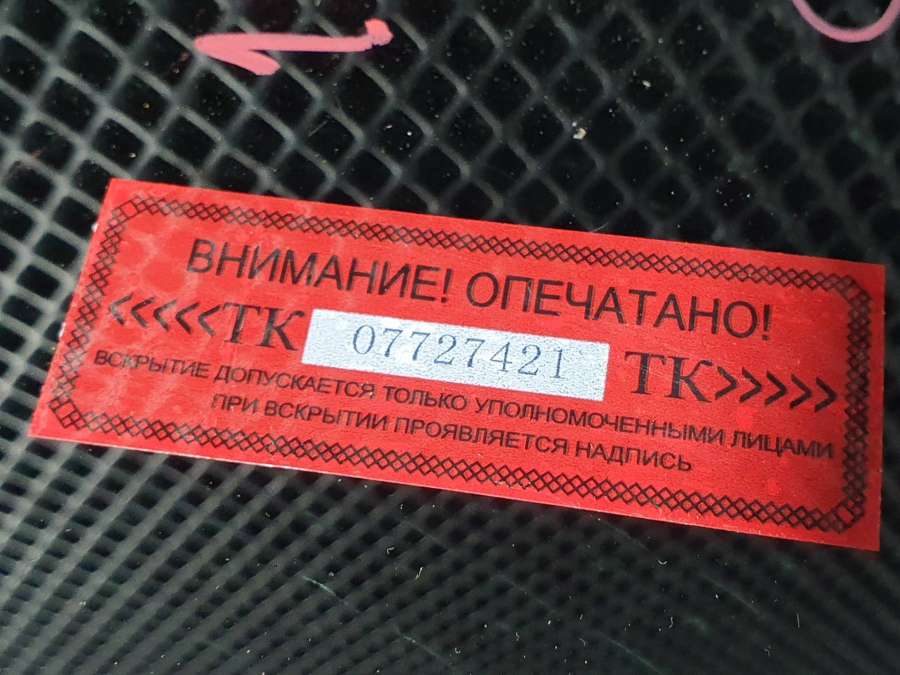 ВНИМАНИЕ! ОПЕЧАТАНО!
<<<<<ТК 07727421 ТК>>>>>
ВСКРЫТИЕ ДОПУСКАЕТСЯ ТОЛЬКО УПОЛНОМОЧЕННЫМИ ЛИЦАМИ
ПРИ ВСКРЫТИИ ПРОЯВЛЯЕТСЯ НАДПИСЬ